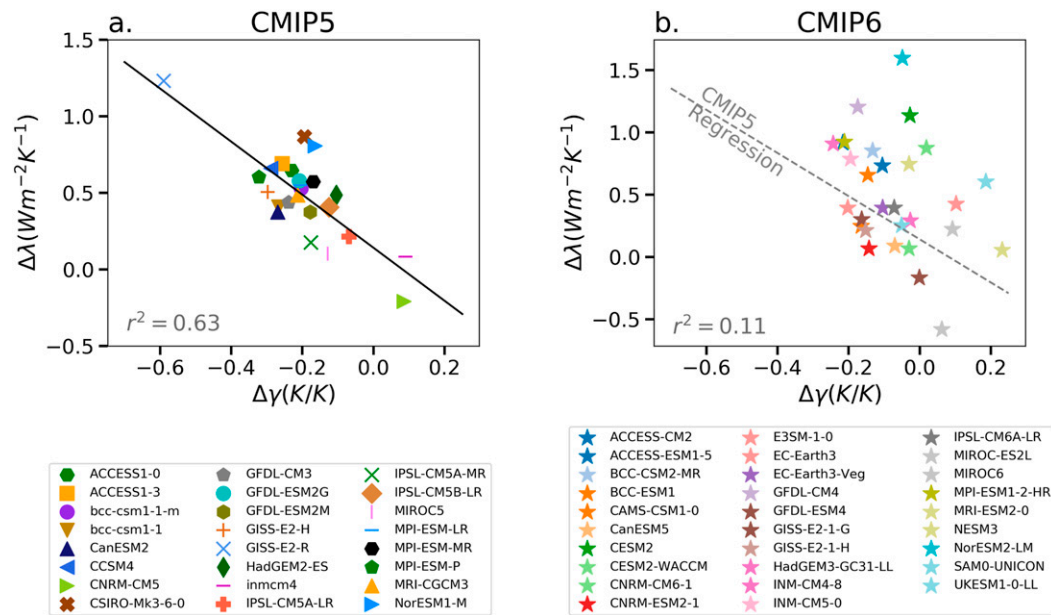 a. CMIP5
1.5
1.0
0.5
0.0
−0.5
Δλ(Wm⁻²K⁻¹)
r² = 0.63
−0.6 −0.4 −0.2 0.0 0.2
Δγ(K/K)
ACCESS1-0
ACCESS1-3
bcc-csm1-1-m
bcc-csm1-1
CanESM2
CCSM4
CNRM-CM5
CSIRO-Mk3-6-0
GFDL-CM3
GFDL-ESM2G
GFDL-ESM2M
GISS-E2-H
GISS-E2-R
HadGEM2-ES
inmcm4
IPSL-CM5A-LR
IPSL-CM5A-MR
IPSL-CM5B-LR
MIROC5
MPI-ESM-LR
MPI-ESM-MR
MPI-ESM-P
MRI-CGCM3
NorESM1-M
b. CMIP6
1.5
1.0
0.5
0.0
−0.5
Δλ(Wm⁻²K⁻¹)
CMIP5
Regression
r² = 0.11
−0.6 −0.4 −0.2 0.0 0.2
Δγ(K/K)
ACCESS-CM2
ACCESS-ESM1-5
BCC-CSM2-MR
BCC-ESM1
CAMS-CSM1-0
CanESM5
CESM2
CESM2-WACCM
CNRM-CM6-1
CNRM-ESM2-1
E3SM-1-0
EC-Earth3
EC-Earth3-Veg
GFDL-CM4
GFDL-ESM4
GISS-E2-1-G
GISS-E2-1-H
HadGEM3-GC31-LL
INM-CM4-8
INM-CM5-0
IPSL-CM6A-LR
MIROC-ES2L
MIROC6
MPI-ESM1-2-HR
MRI-ESM2-0
NESM3
NorESM2-LM
SAM0-UNICON
UKESM1-0-LL